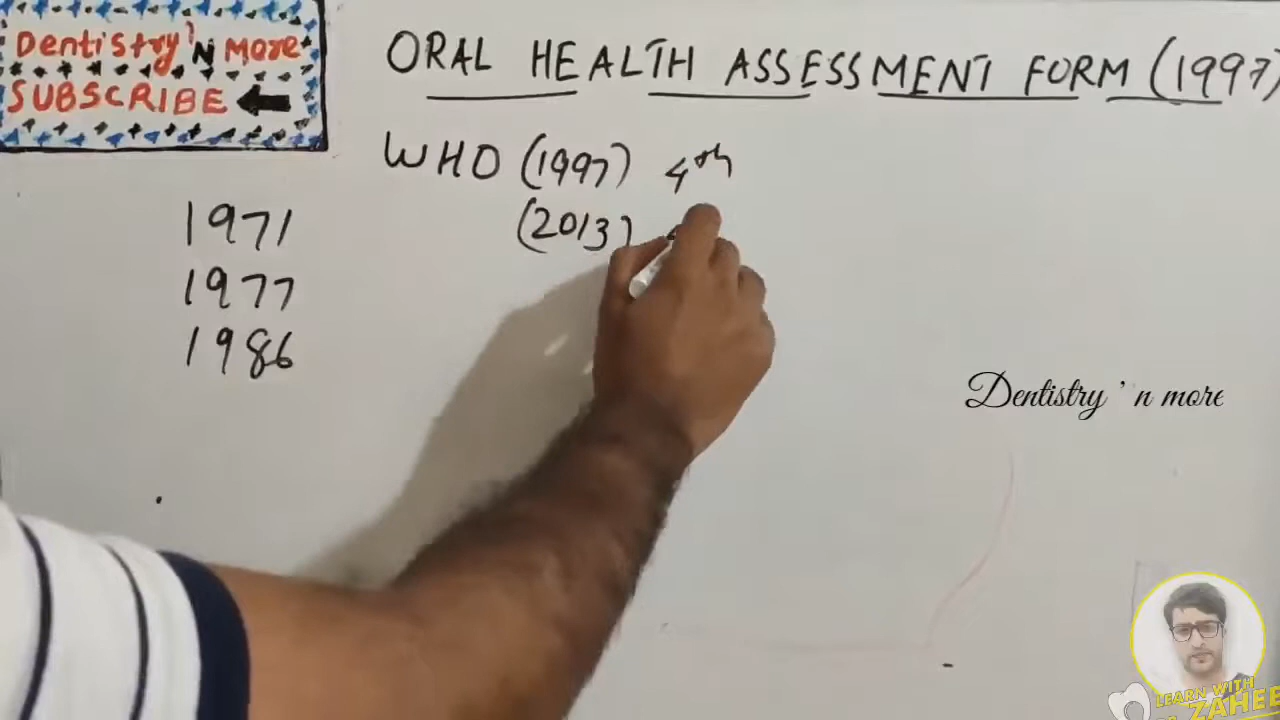 Dentistry 'N More
SUBSCRIBE
ORAL HEALTH ASSESSMENT FORM (1997)
WHO (1997) 4th
(2013)
1971
1977
1986
Dentistry ' n more
LEARN WITH
ZAHEE